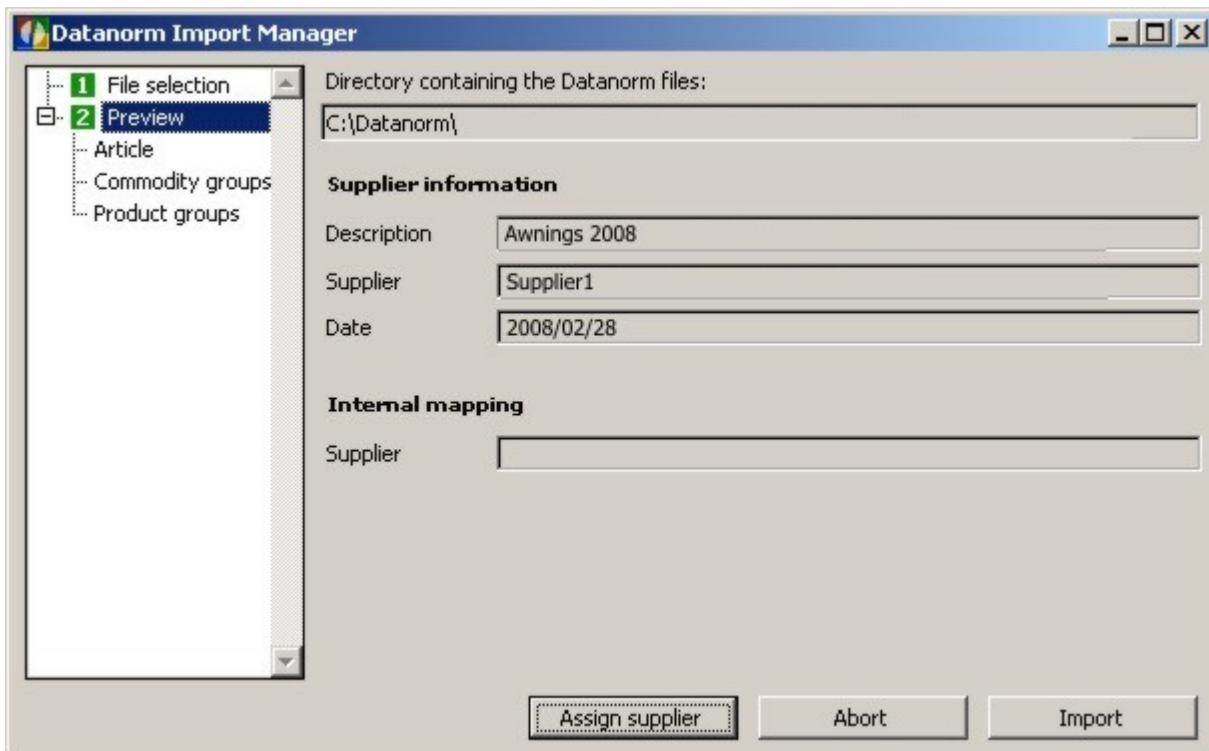 Datanorm Import Manager
1 File selection
2 Preview
Article
Commodity groups
Product groups
Directory containing the Datanorm files:
C:\Datanorm\
Supplier information
Description Awnings 2008
Supplier Supplier1
Date 2008/02/28
Internal mapping
Supplier
Assign supplier Abort Import